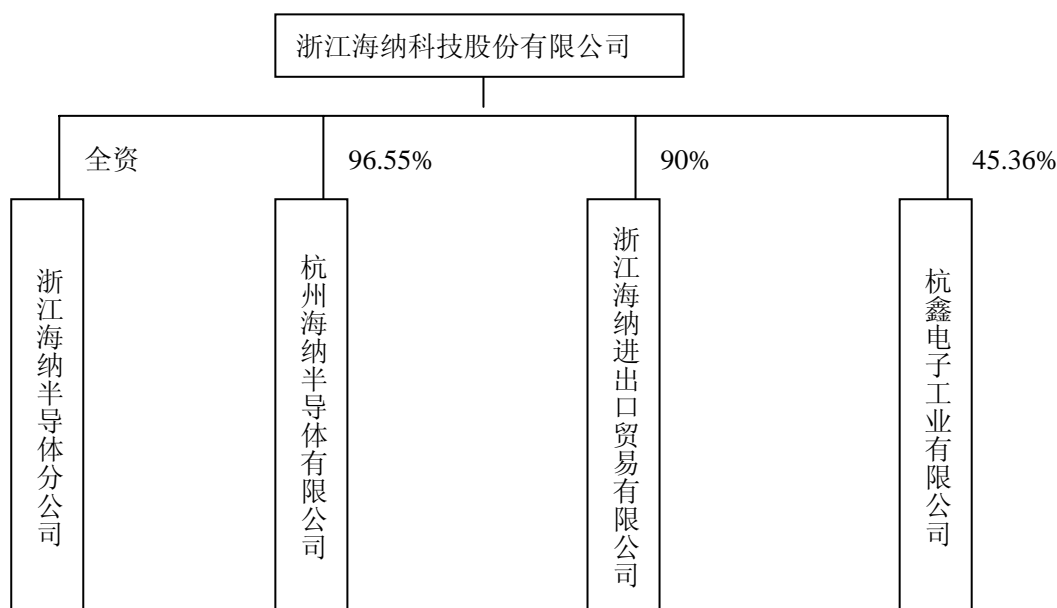 浙江海纳科技股份有限公司
全资
96.55%
90%
45.36%
浙江海纳半导体分公司
杭州海纳半导体有限公司
浙江海纳进出口贸易有限公司
杭鑫电子工业有限公司